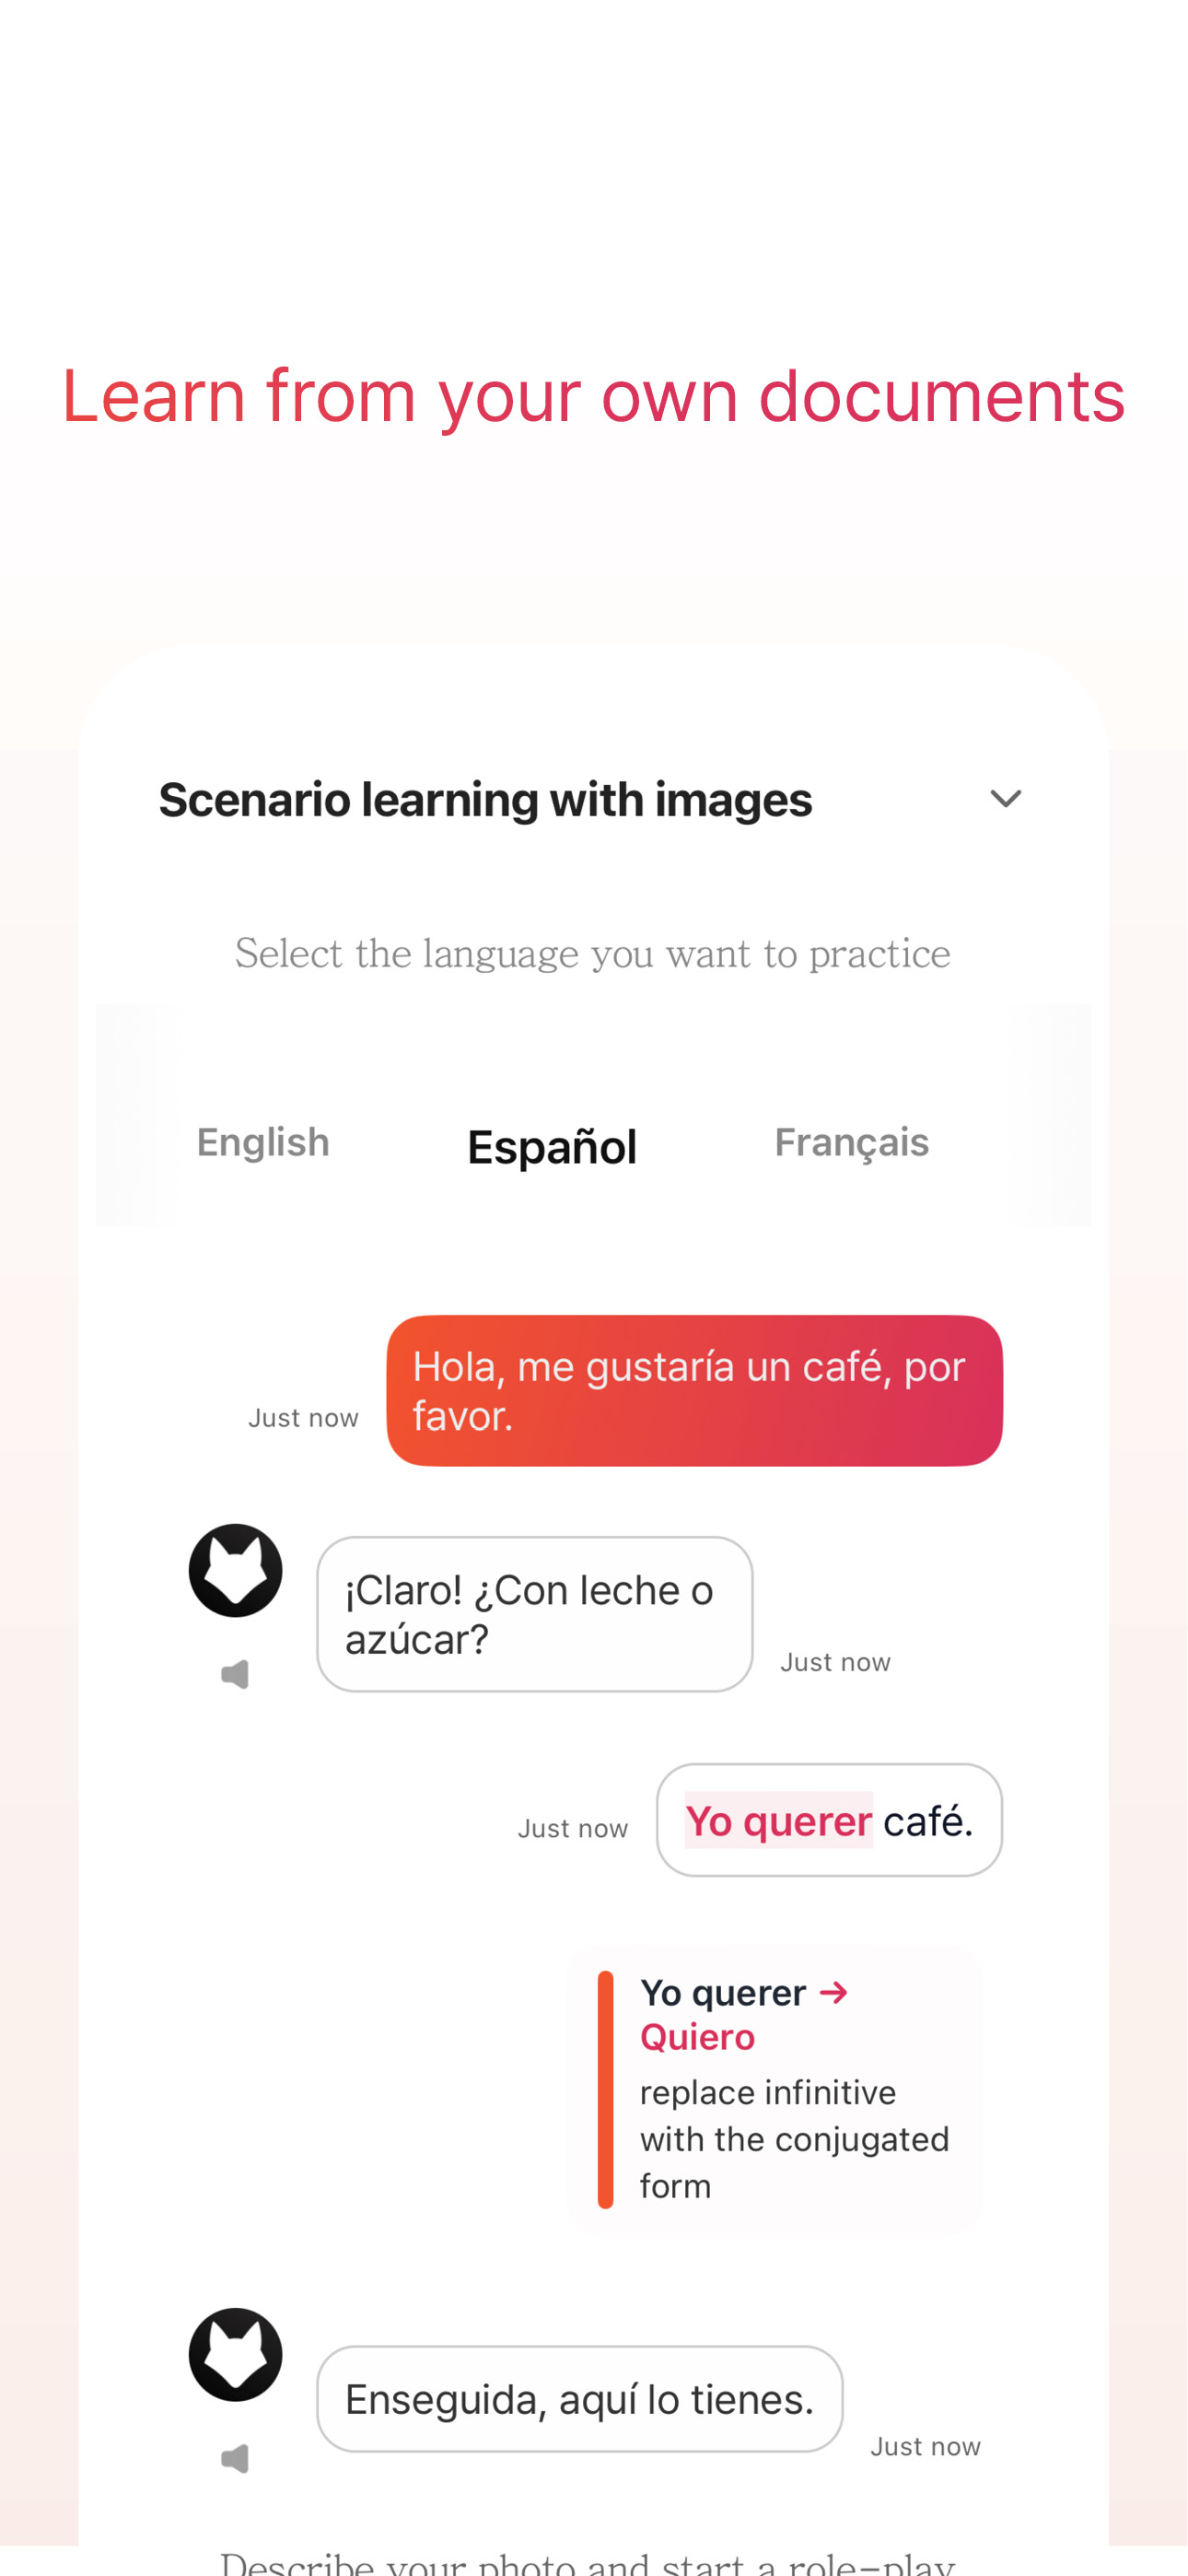 Learn from your own documents
Scenario learning with images
Select the language you want to practice
English Español Français
Hola, me gustaría un café, por
favor.
Just now
¡Claro! ¿Con leche o
azúcar?
Just now
Just now
Yo querer café.
Yo querer →
Quiero
replace infinitive
with the conjugated
form
Enseguida, aquí lo tienes.
Just now
Describe your photo and start a role-play